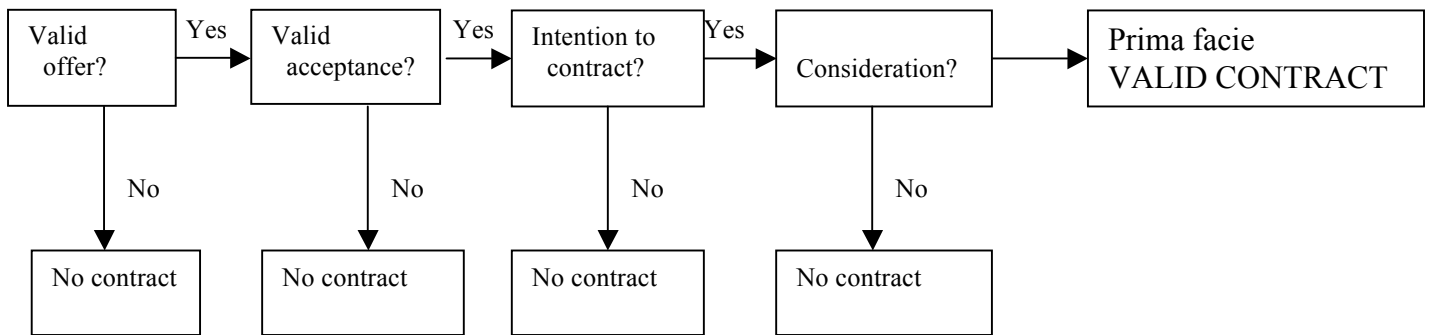 Valid
offer?
Yes
Valid
acceptance?
Yes
Intention to
contract?
Yes
Consideration?
Prima facie
VALID CONTRACT
No
No
No
No
No contract
No contract
No contract
No contract